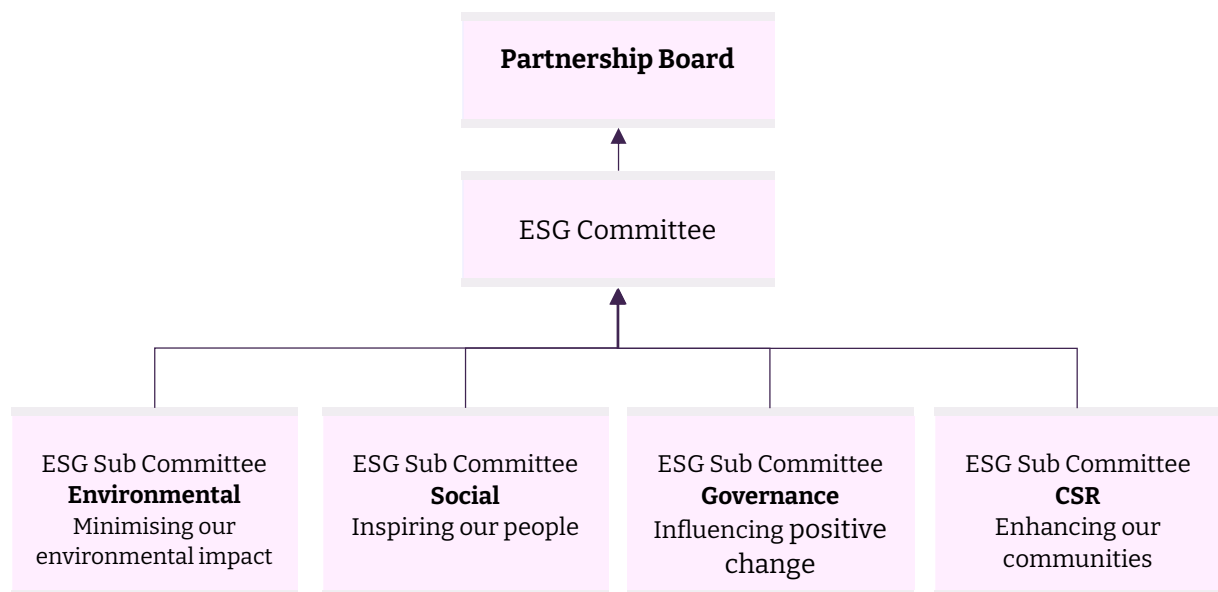 Partnership Board
ESG Committee
ESG Sub Committee
Environmental
Minimising our
environmental impact
ESG Sub Committee
Social
Inspiring our people
ESG Sub Committee
Governance
Influencing positive
change
ESG Sub Committee
CSR
Enhancing our
communities